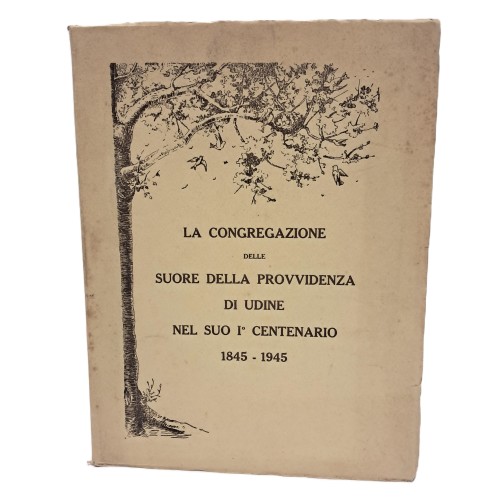 LA CONGREGAZIONE
DELLE
SUORE DELLA PROVVIDENZA
DI UDINE
NEL SUO I° CENTENARIO
1845 - 1945